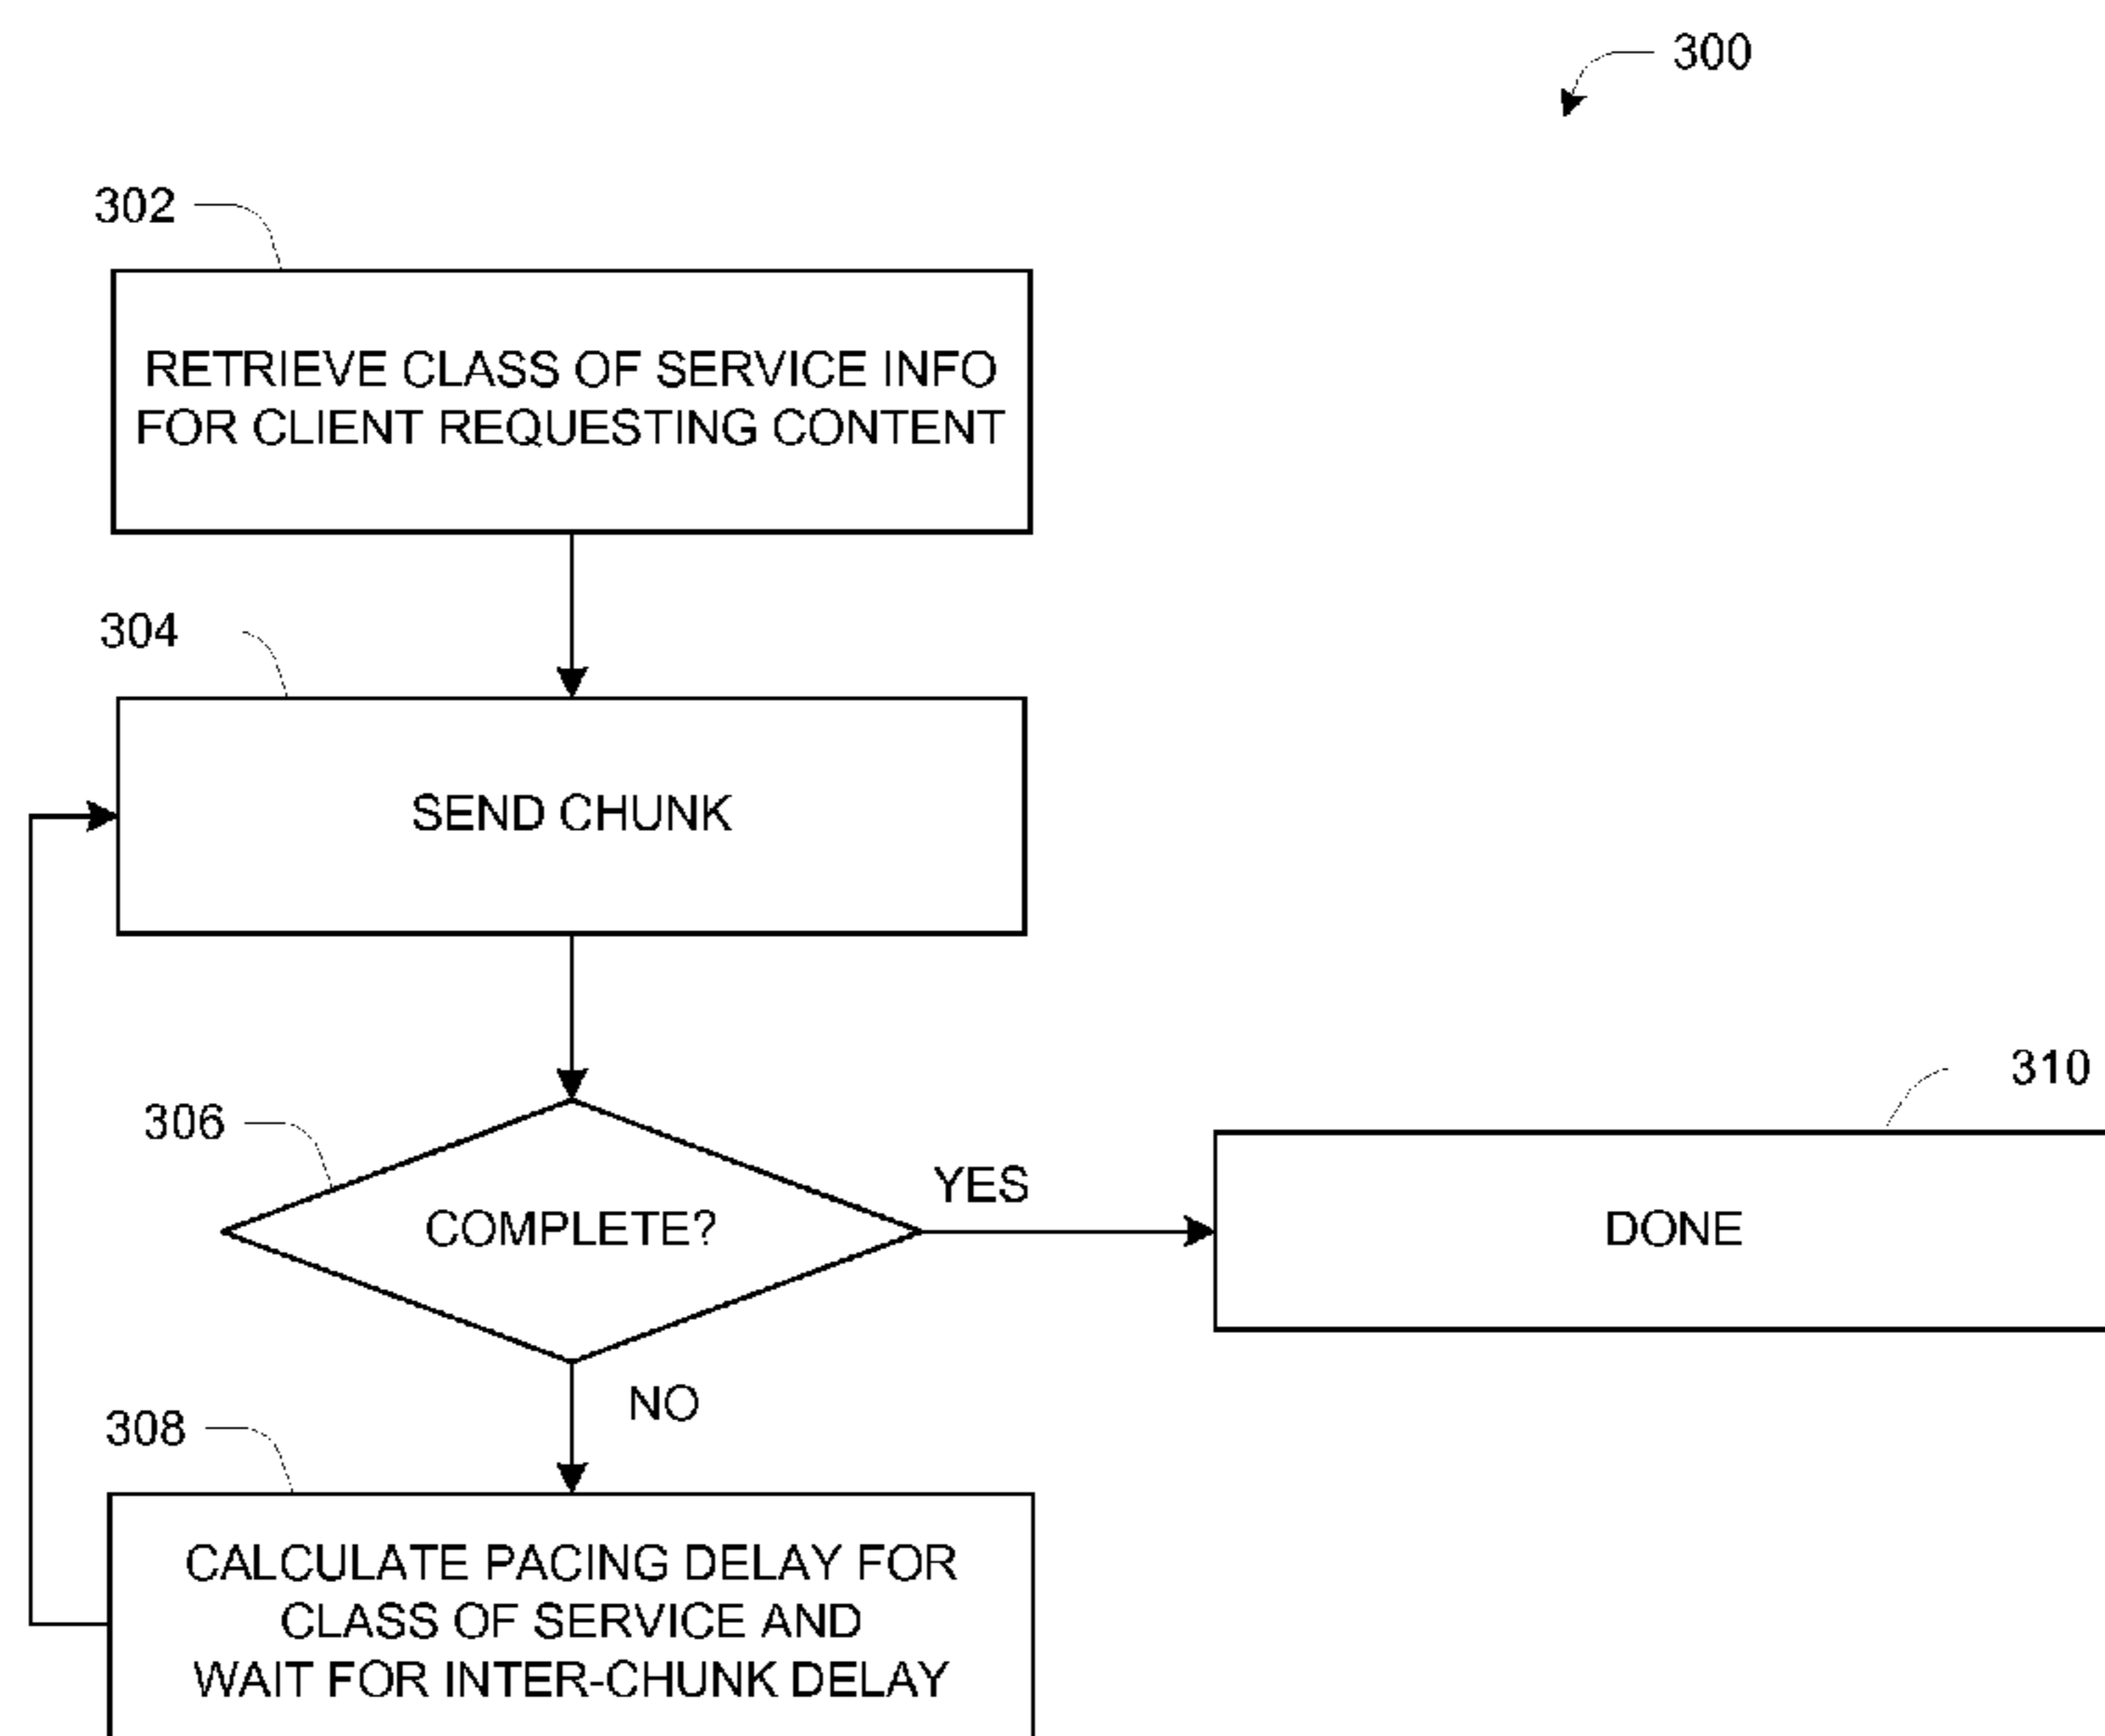 300
302
RETRIEVE CLASS OF SERVICE INFO
FOR CLIENT REQUESTING CONTENT
304
SEND CHUNK
306
COMPLETE?
YES
310
DONE
NO
308
CALCULATE PACING DELAY FOR
CLASS OF SERVICE AND
WAIT FOR INTER-CHUNK DELAY